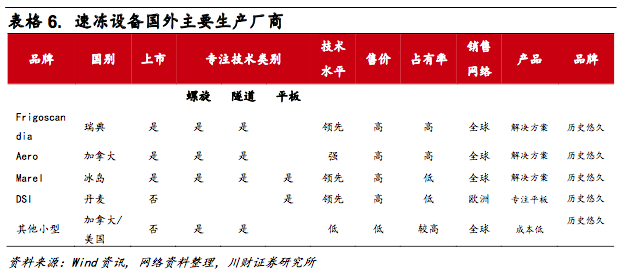 表格 6. 速冻设备国外主要生产厂商
品牌 国别 上市 专注技术类别 技术水平 售价 占有率 销售网络 产品 品牌
螺旋 隧道 平板
Frigoscandia 瑞典 是 是 是 领先 高 高 全球 解决方案 历史悠久
Aero 加拿大 是 是 是 强 高 高 全球 解决方案 历史悠久
Marel 冰岛 是 是 是 是 领先 高 低 全球 解决方案 历史悠久
DSI 丹麦 否 是 领先 高 低 欧洲 专注平板 历史悠久
其他小型 加拿大/美国 否 是 是 低 低 较高 全球 成本低 历史悠久
资料来源：Wind 资讯, 网络资料整理, 川财证券研究所